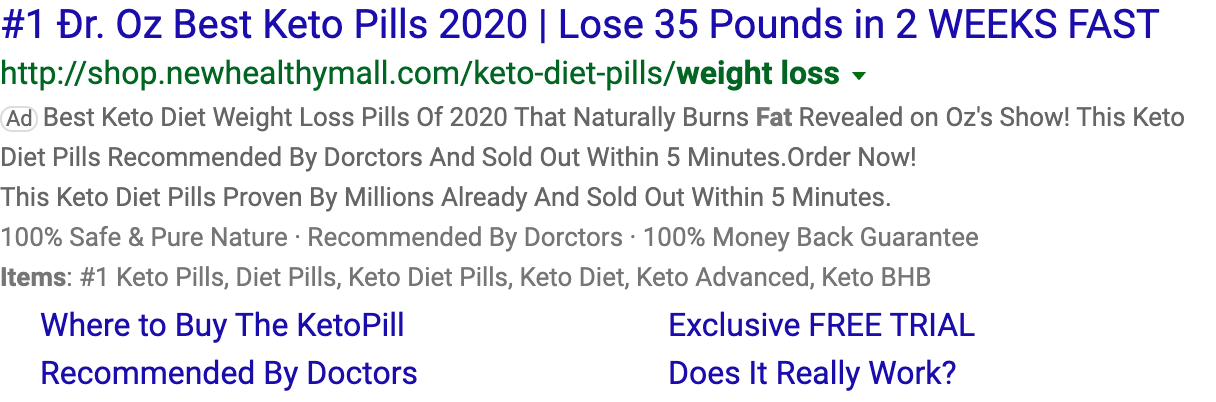 #1 Ðr. Oz Best Keto Pills 2020 | Lose 35 Pounds in 2 WEEKS FAST
http://shop.newhealthymall.com/keto-diet-pills/weight loss
Ad Best Keto Diet Weight Loss Pills Of 2020 That Naturally Burns Fat Revealed on Oz's Show! This Keto
Diet Pills Recommended By Dorctors And Sold Out Within 5 Minutes.Order Now!
This Keto Diet Pills Proven By Millions Already And Sold Out Within 5 Minutes.
100% Safe & Pure Nature · Recommended By Dorctors · 100% Money Back Guarantee
Items: #1 Keto Pills, Diet Pills, Keto Diet Pills, Keto Diet, Keto Advanced, Keto BHB
Where to Buy The KetoPill
Exclusive FREE TRIAL
Recommended By Doctors
Does It Really Work?